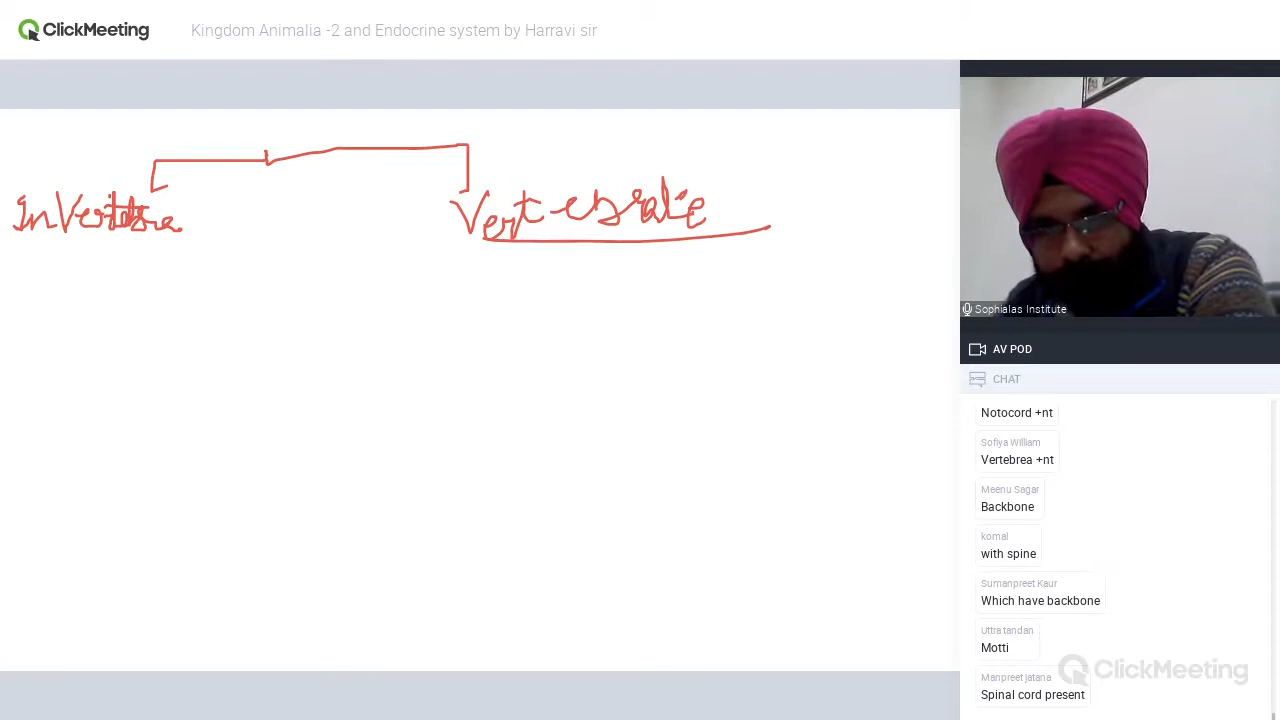 ClickMeeting
Kingdom Animalia -2 and Endocrine system by Harravi sir
Vertebrate
Sophialas Institute
AV POD
CHAT
Notocord +nt
Sofiya William
Vertebrea +nt
Meenu Sagar
Backbone
komal
with spine
Sumanpreet Kaur
Which have backbone
Uttra tandan
Motti
Manpreet jatana
Spinal cord present
ClickMeeting